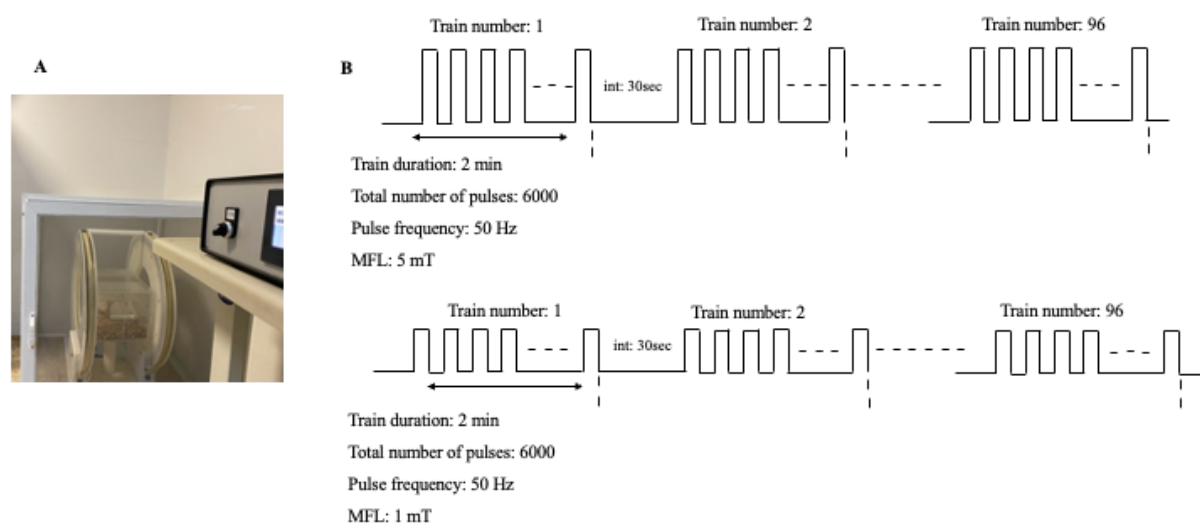 A
B
Train number: 1
Train number: 2
Train number: 96
int: 30sec
Train duration: 2 min
Total number of pulses: 6000
Pulse frequency: 50 Hz
MFL: 5 mT
Train number: 1
Train number: 2
Train number: 96
int: 30sec
Train duration: 2 min
Total number of pulses: 6000
Pulse frequency: 50 Hz
MFL: 1 mT